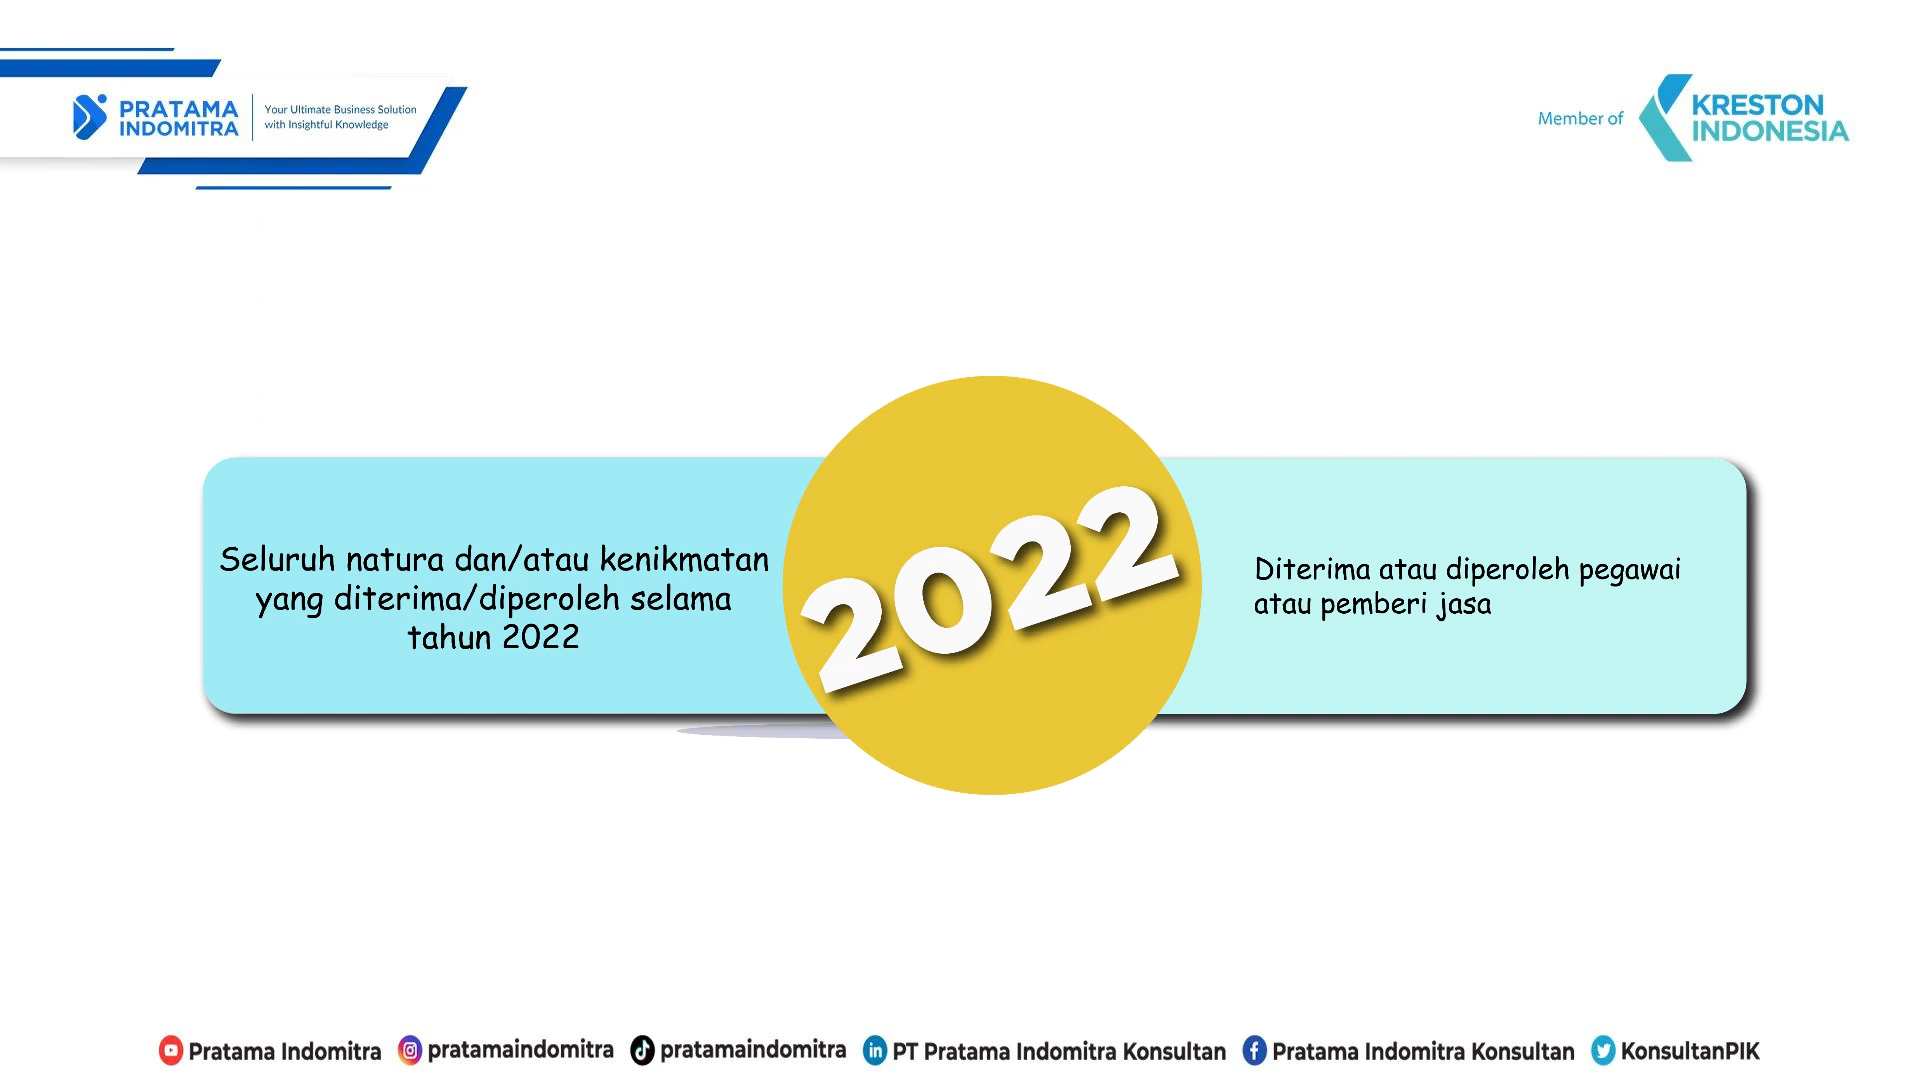 PRATAMA
INDOMITRA
Your Ultimate Business Solution
with Insightful Knowledge
Member of
KRESTON
INDONESIA
Seluruh natura dan/atau kenikmatan
yang diterima/diperoleh selama
tahun 2022
2022
Diterima atau diperoleh pegawai
atau pemberi jasa
Pratama Indomitra
pratamaindomitra
pratamaindomitra
PT Pratama Indomitra Konsultan
Pratama Indomitra Konsultan
KonsultanPIK